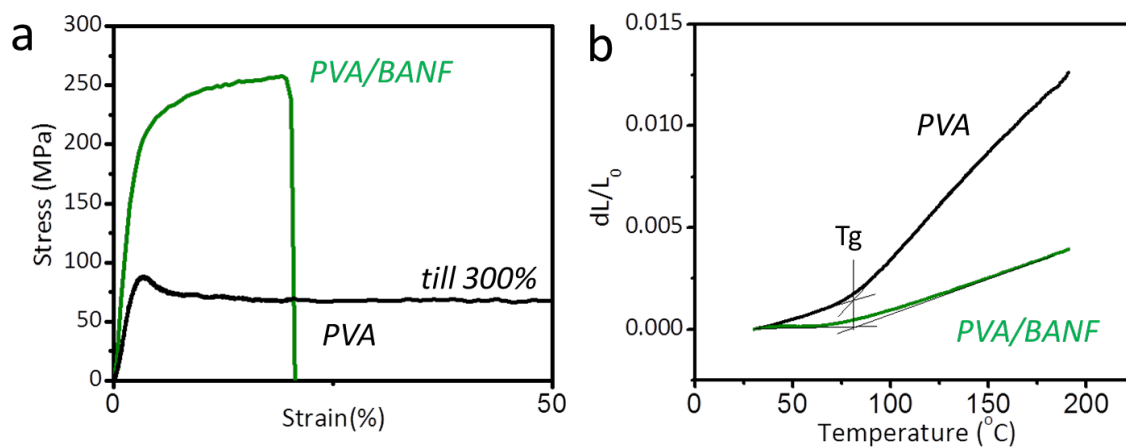 a
300
250
200
150
100
50
0
Stress (MPa)
PVA/BANF
till 300%
PVA
0
50
Strain(%)
b
0.015
0.010
0.005
0.000
dL/L₀
PVA
Tg
PVA/BANF
0
50
100
150
200
Temperature (°C)